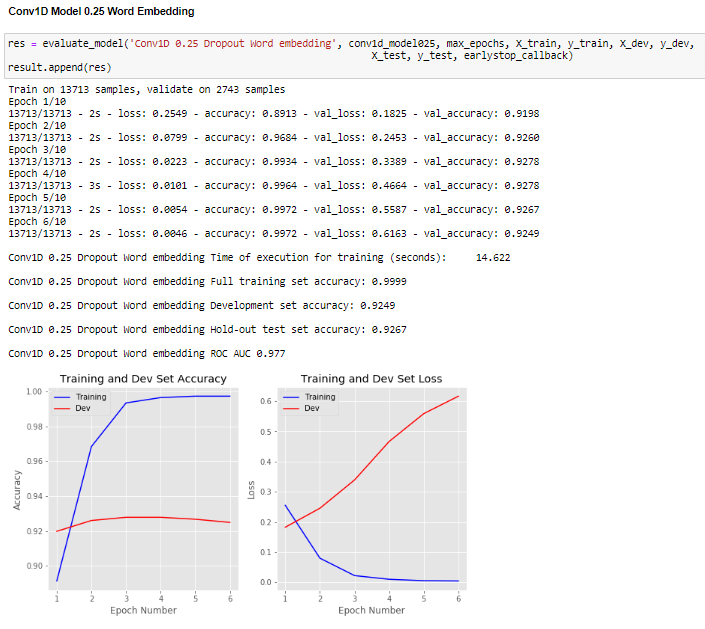 Conv1D Model 0.25 Word Embedding
res = evaluate_model('Conv1D 0.25 Dropout Word embedding', conv1d_model025, max_epochs, X_train, y_train, X_dev, y_dev,
X_test, y_test, earlystop_callback)
result.append(res)
Train on 13713 samples, validate on 2743 samples
Epoch 1/10
13713/13713 - 2s - loss: 0.2549 - accuracy: 0.8913 - val_loss: 0.1825 - val_accuracy: 0.9198
Epoch 2/10
13713/13713 - 2s - loss: 0.0799 - accuracy: 0.9684 - val_loss: 0.2453 - val_accuracy: 0.9260
Epoch 3/10
13713/13713 - 2s - loss: 0.0223 - accuracy: 0.9934 - val_loss: 0.3389 - val_accuracy: 0.9278
Epoch 4/10
13713/13713 - 3s - loss: 0.0101 - accuracy: 0.9964 - val_loss: 0.4664 - val_accuracy: 0.9278
Epoch 5/10
13713/13713 - 2s - loss: 0.0054 - accuracy: 0.9972 - val_loss: 0.5587 - val_accuracy: 0.9267
Epoch 6/10
13713/13713 - 2s - loss: 0.0046 - accuracy: 0.9972 - val_loss: 0.6163 - val_accuracy: 0.9249
Conv1D 0.25 Dropout Word embedding Time of execution for training (seconds): 14.622
Conv1D 0.25 Dropout Word embedding Full training set accuracy: 0.9999
Conv1D 0.25 Dropout Word embedding Development set accuracy: 0.9249
Conv1D 0.25 Dropout Word embedding Hold-out test set accuracy: 0.9267
Conv1D 0.25 Dropout Word embedding ROC AUC 0.977
Training and Dev Set Accuracy
Training
Dev
1.00
0.98
0.96
0.94
0.92
0.90
Accuracy
1 2 3 4 5 6
Epoch Number
Training and Dev Set Loss
Training
Dev
0.6
0.5
0.4
0.3
0.2
0.1
0.0
Loss
1 2 3 4 5 6
Epoch Number